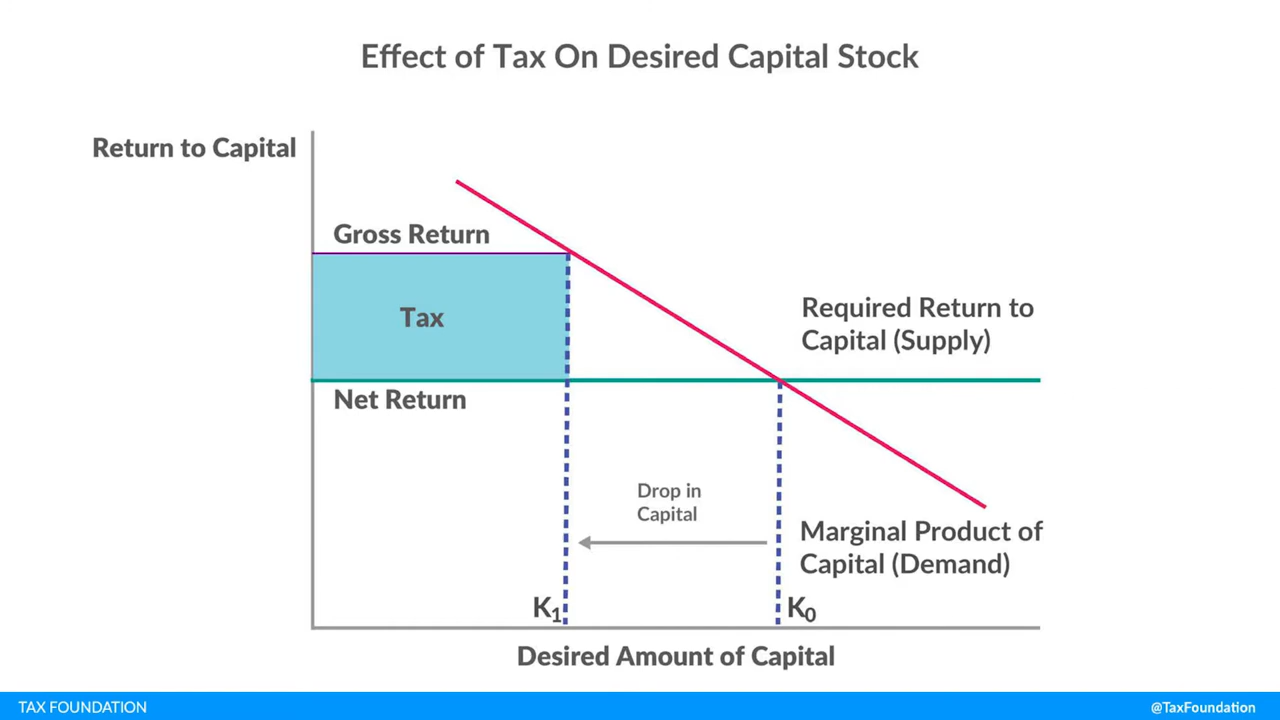 Effect of Tax On Desired Capital Stock
Return to Capital
Gross Return
Tax
Required Return to
Capital (Supply)
Net Return
Drop in
Capital
Marginal Product of
Capital (Demand)
K₁
K₀
Desired Amount of Capital
TAX FOUNDATION
@TaxFoundation